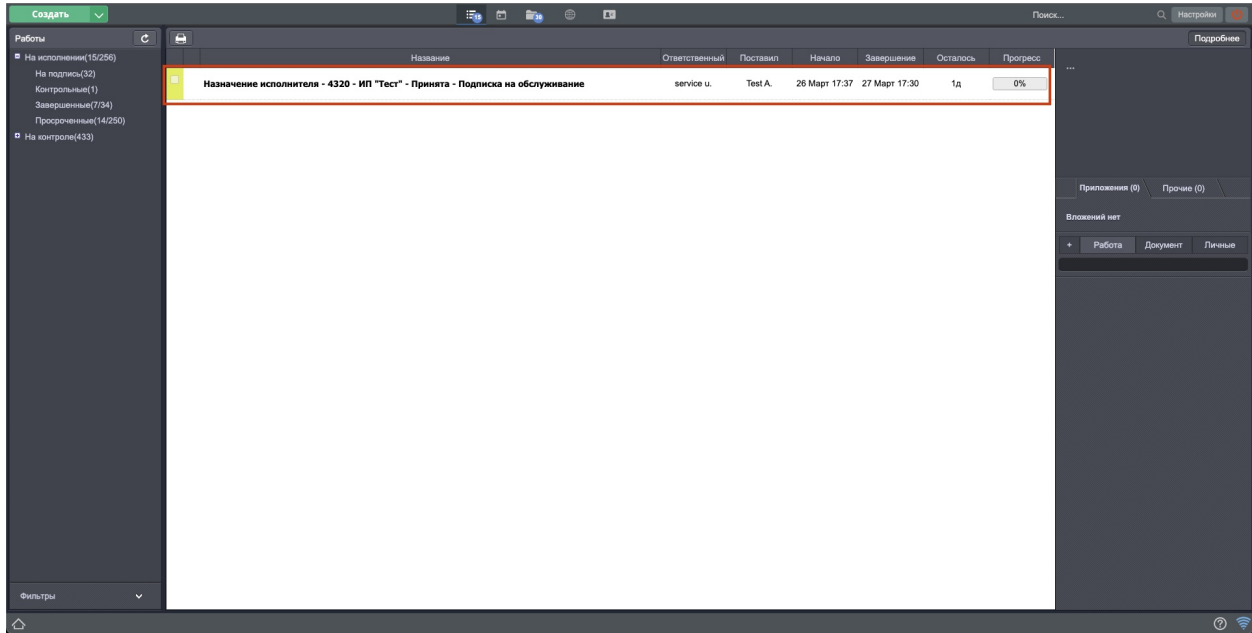 Создать
15
30
Поиск...
Настройки
Работы
Подробнее
На исполнении(15/256)
На подпись(32)
Контрольные(1)
Завершенные(7/34)
Просроченные(14/250)
На контроле(433)
Название Ответственный Поставил Начало Завершение Осталось Прогресс
Назначение исполнителя - 4320 - ИП "Тест" - Принята - Подписка на обслуживание service u. Test A. 26 Март 17:37 27 Март 17:30 1д 0%
...
Приложения (0) Прочие (0)
Вложений нет
+ Работа Документ Личные
Фильтры